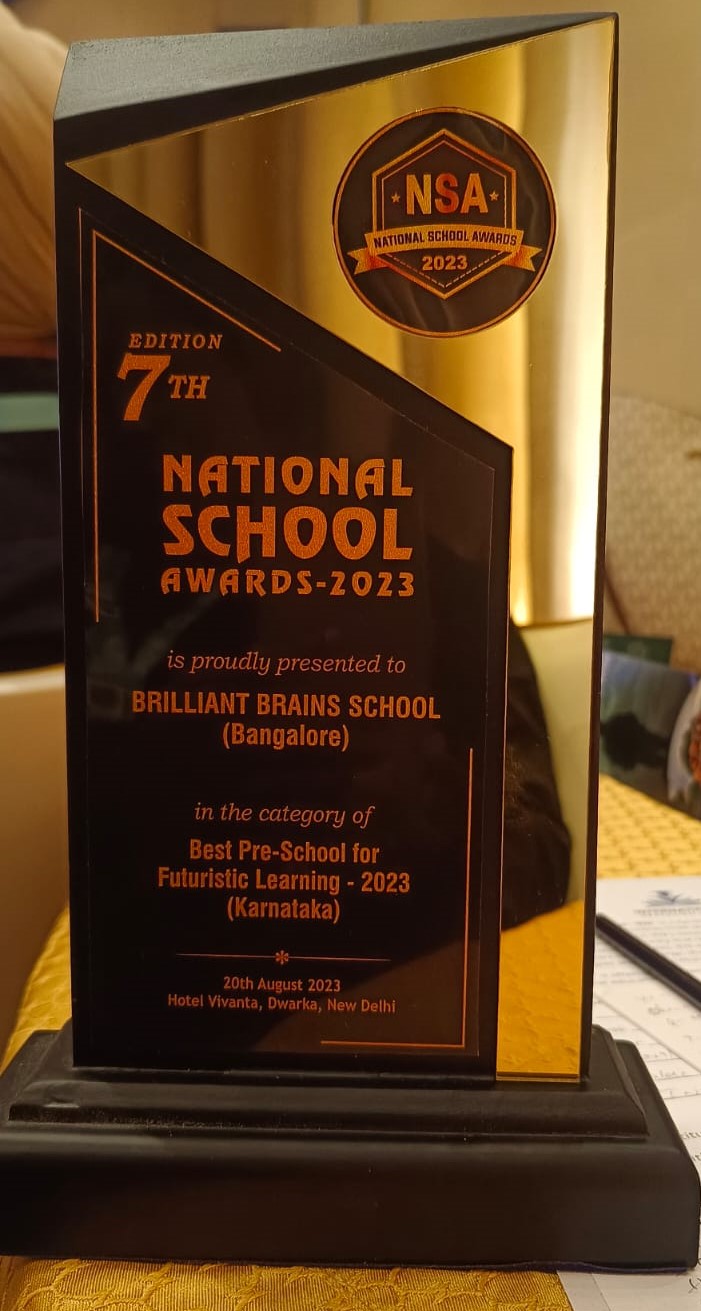 NSA
NATIONAL SCHOOL AWARDS
2023
EDITION
7TH
NATIONAL
SCHOOL
AWARDS-2023
is proudly presented to
BRILLIANT BRAINS SCHOOL
(Bangalore)
in the category of
Best Pre-School for
Futuristic Learning - 2023
(Karnataka)
20th August 2023
Hotel Vivanta, Dwarka, New Delhi